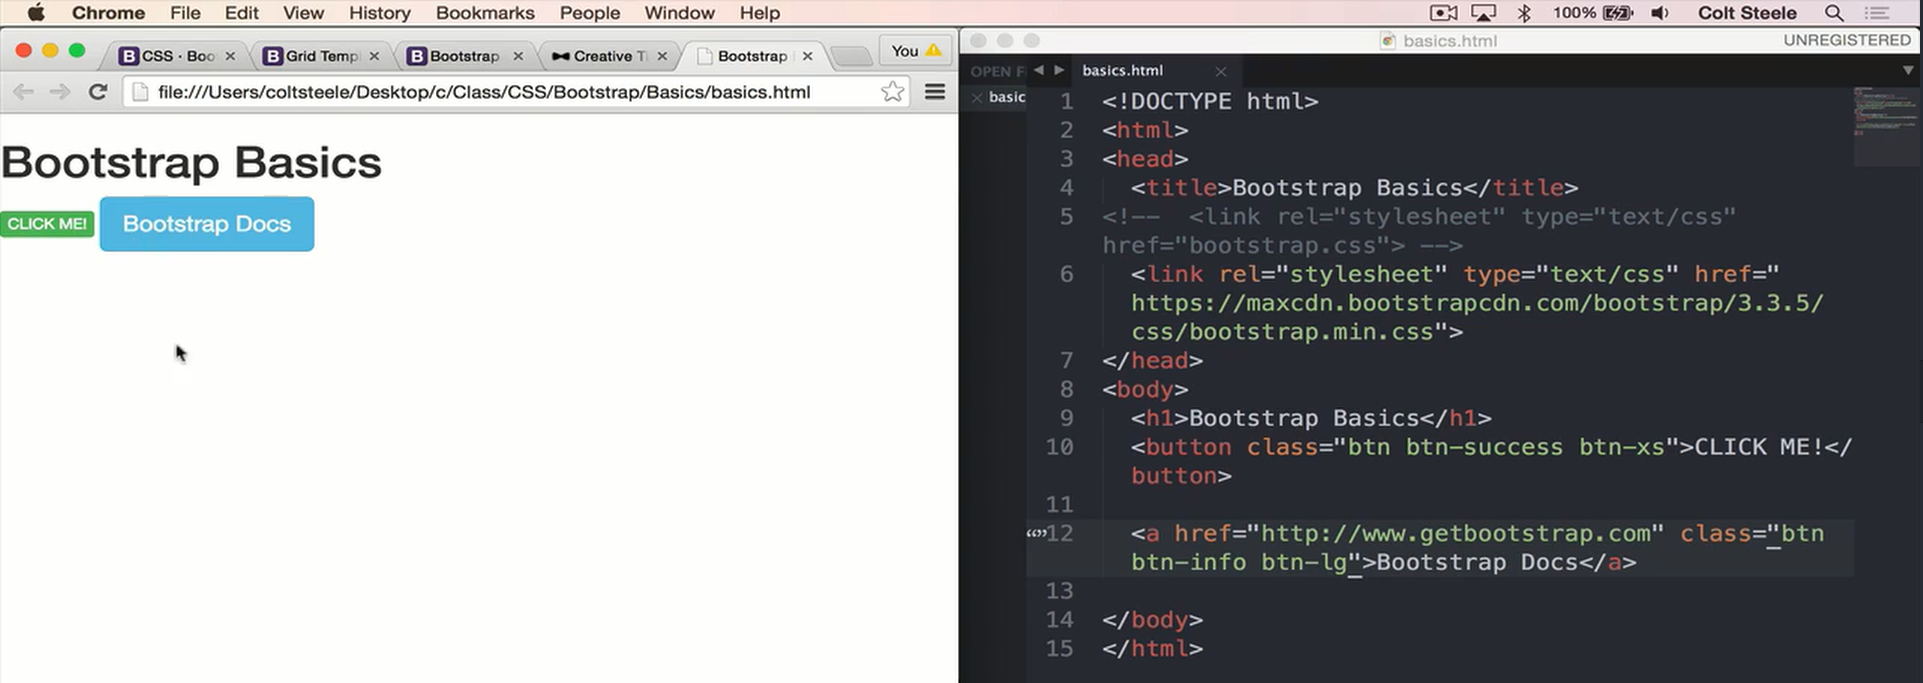 Chrome File Edit View History Bookmarks People Window Help 100% Colt Steele
CSS · Boo Grid Templ Bootstrap Creative Ti Bootstrap You
file:///Users/coltsteele/Desktop/c/Class/CSS/Bootstrap/Basics/basics.html
Bootstrap Basics
CLICK ME! Bootstrap Docs
basics.html UNREGISTERED
OPEN F basics.html
basic
1 <!DOCTYPE html>
2 <html>
3 <head>
4 <title>Bootstrap Basics</title>
5 <!-- <link rel="stylesheet" type="text/css"
href="bootstrap.css"> -->
6 <link rel="stylesheet" type="text/css" href="
https://maxcdn.bootstrapcdn.com/bootstrap/3.3.5/
css/bootstrap.min.css">
7 </head>
8 <body>
9 <h1>Bootstrap Basics</h1>
10 <button class="btn btn-success btn-xs">CLICK ME!</
button>
11
12 <a href="http://www.getbootstrap.com" class="btn
btn-info btn-lg">Bootstrap Docs</a>
13
14 </body>
15 </html>